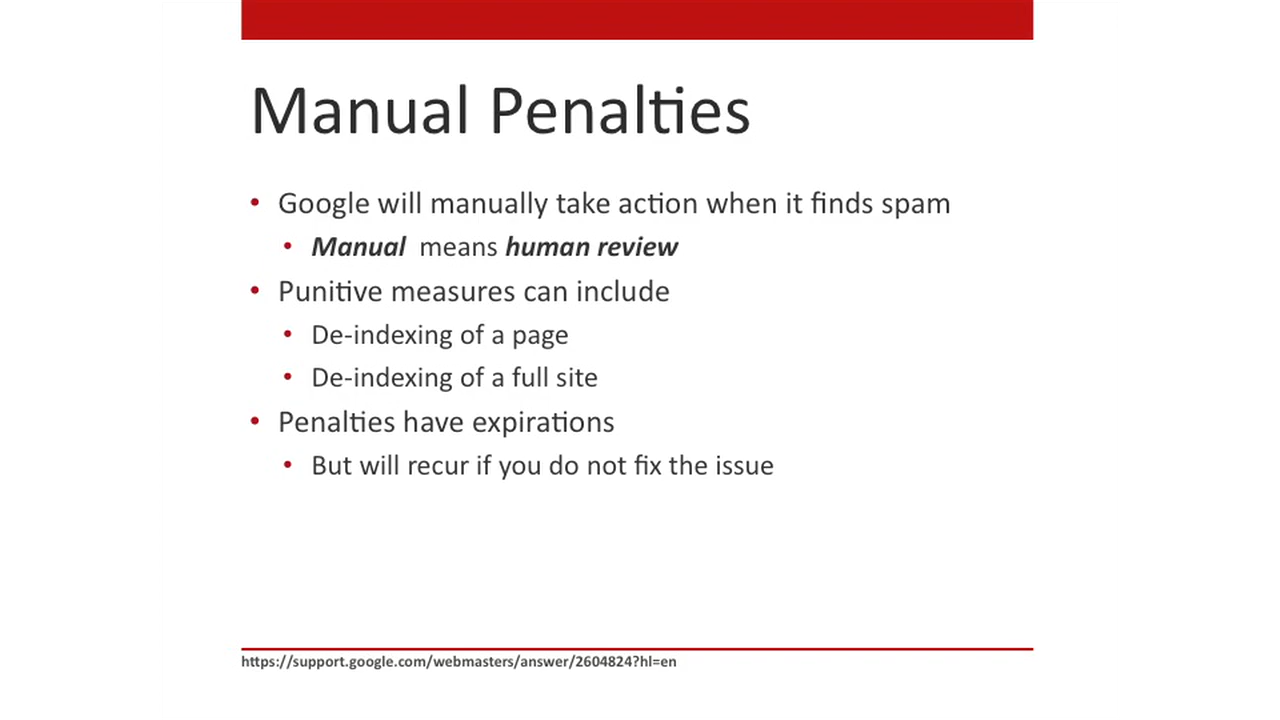 Manual Penalties
• Google will manually take action when it finds spam
• Manual means human review
• Punitive measures can include
• De-indexing of a page
• De-indexing of a full site
• Penalties have expirations
• But will recur if you do not fix the issue
https://support.google.com/webmasters/answer/2604824?hl=en